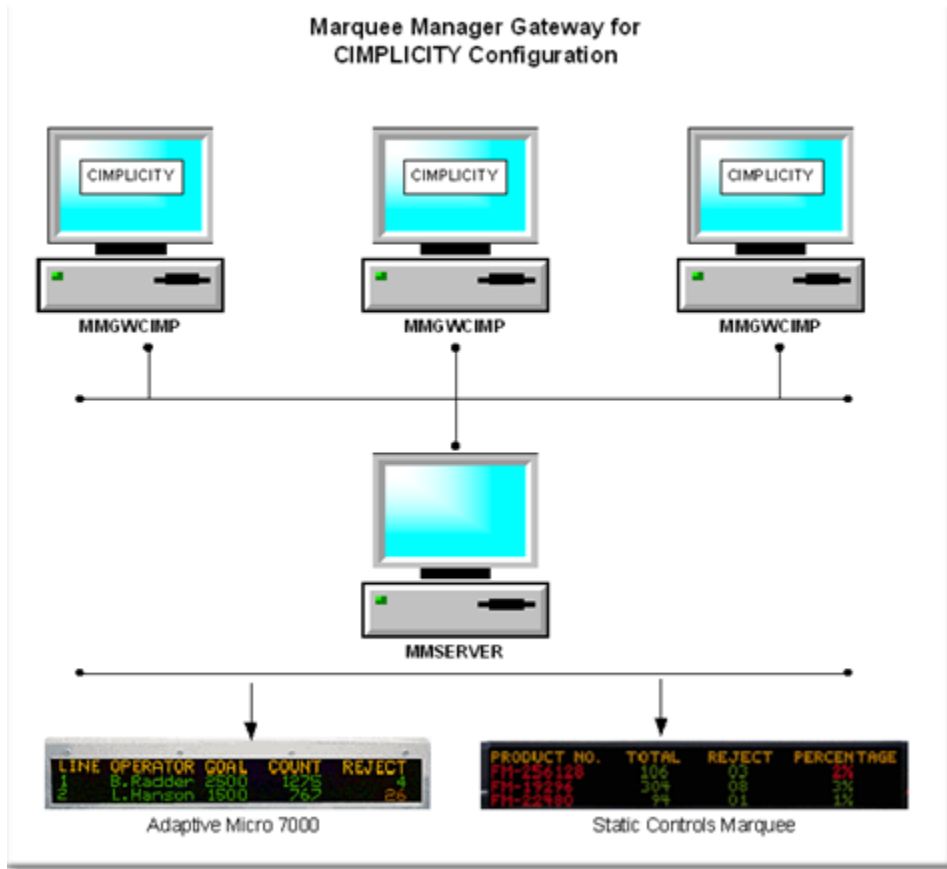 Marquee Manager Gateway for
CIMPLICITY Configuration
CIMPLICITY CIMPLICITY CIMPLICITY
MMGWCIMP MMGWCIMP MMGWCIMP
MMSERVER
LINE OPERATOR GOAL COUNT REJECT
1 B.Radder 2500 1275 4
2 L.Hanson 1500 767 26
Adaptive Micro 7000
PRODUCT NO. TOTAL REJECT PERCENTAGE
FM-256128 106 03 2%
FM-19296 304 08 3%
FM-22480 94 01 1%
Static Controls Marquee